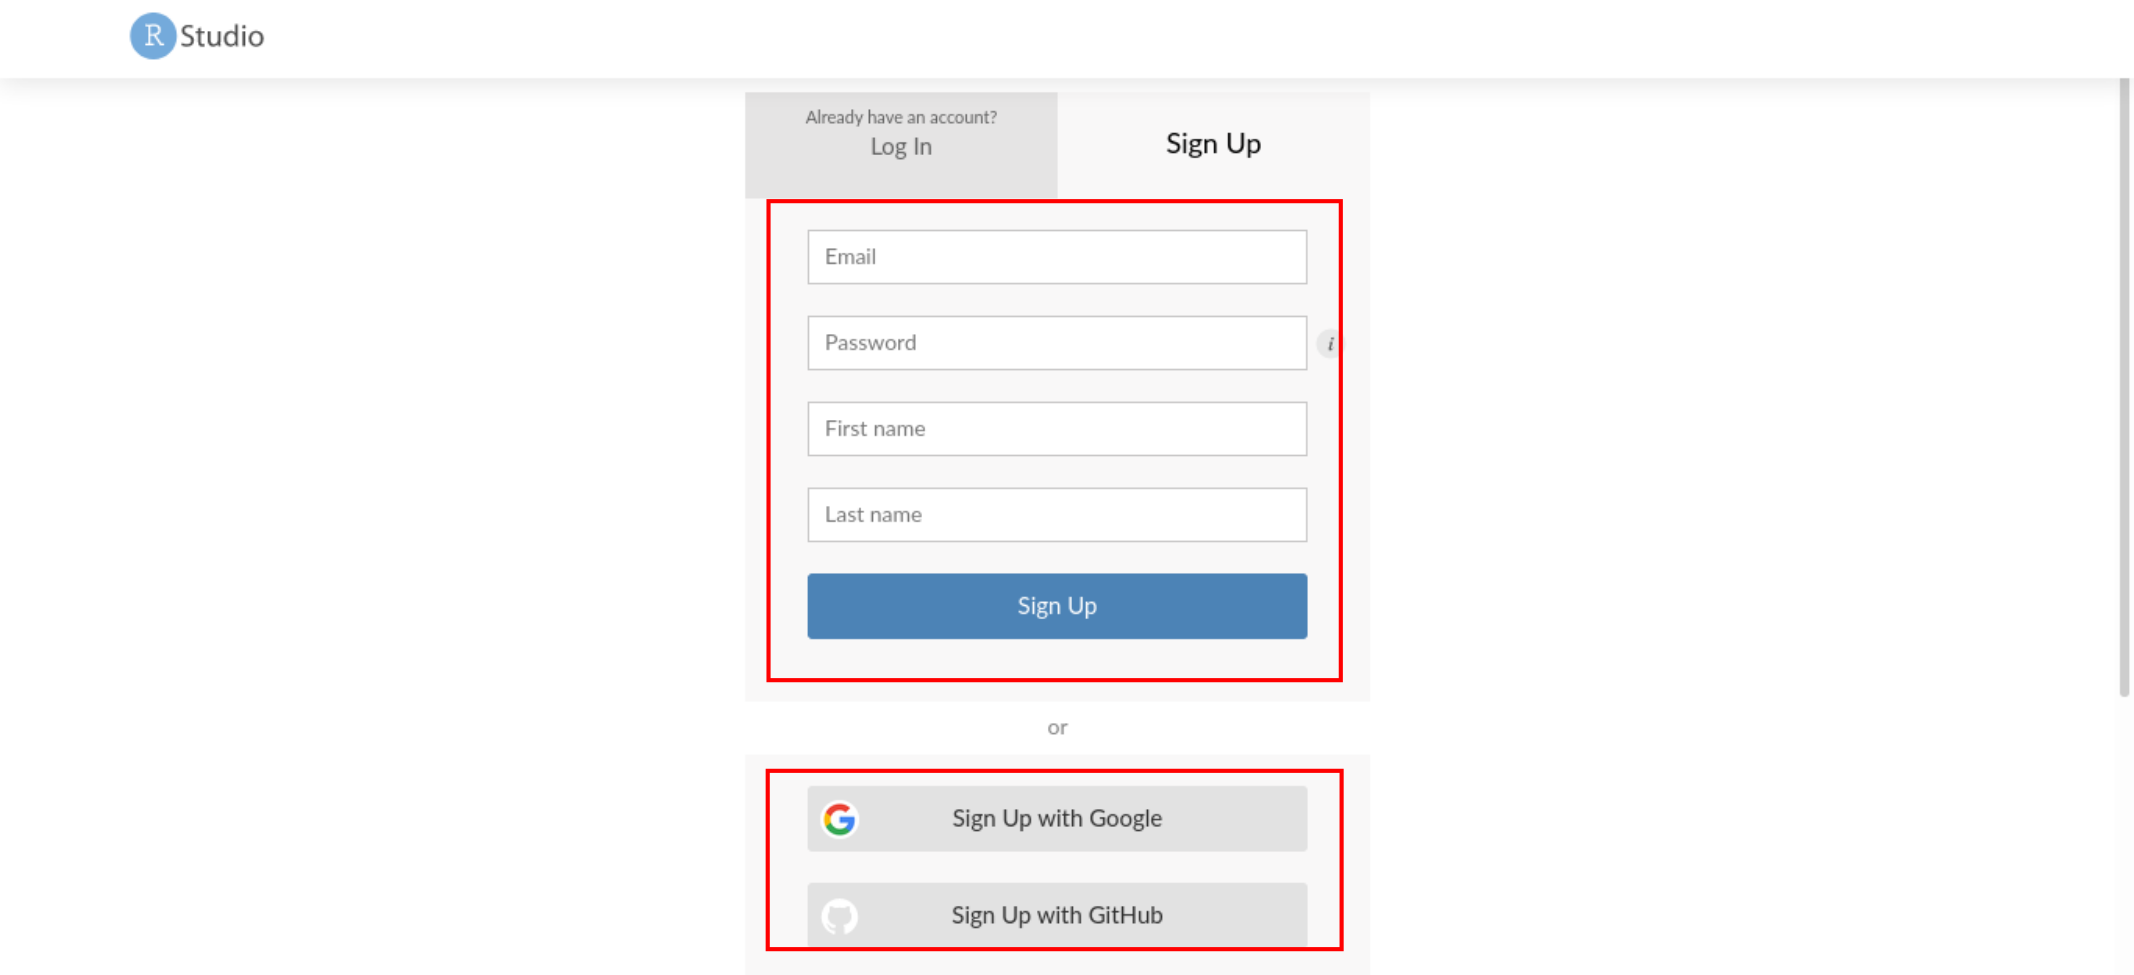 R Studio
Already have an account?
Log In
Sign Up
Email
Password
i
First name
Last name
Sign Up
or
Sign Up with Google
Sign Up with GitHub